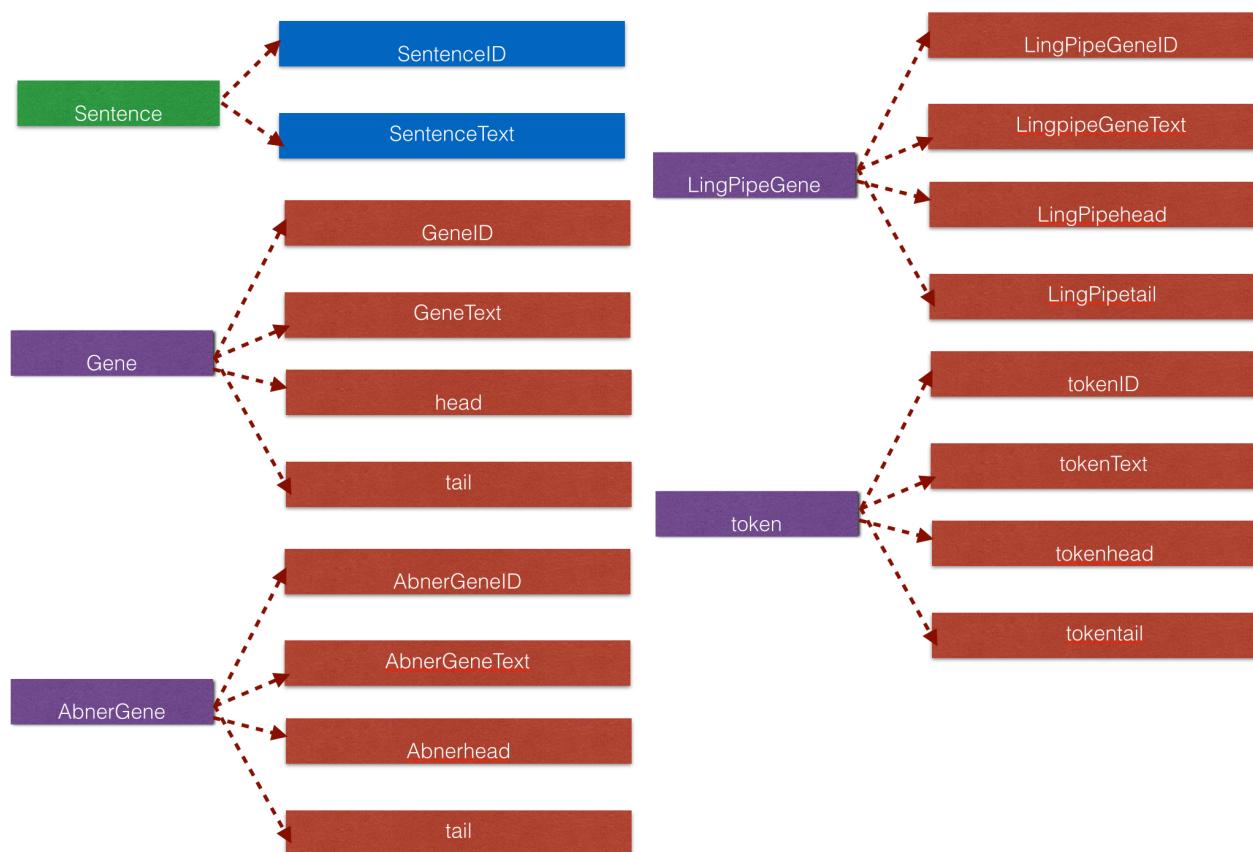 Sentence
SentenceID
SentenceText
Gene
GeneID
GeneText
head
tail
AbnerGene
AbnerGeneID
AbnerGeneText
Abnerhead
tail
LingPipeGene
LingPipeGeneID
LingpipeGeneText
LingPipehead
LingPipetail
token
tokenID
tokenText
tokenhead
tokentail